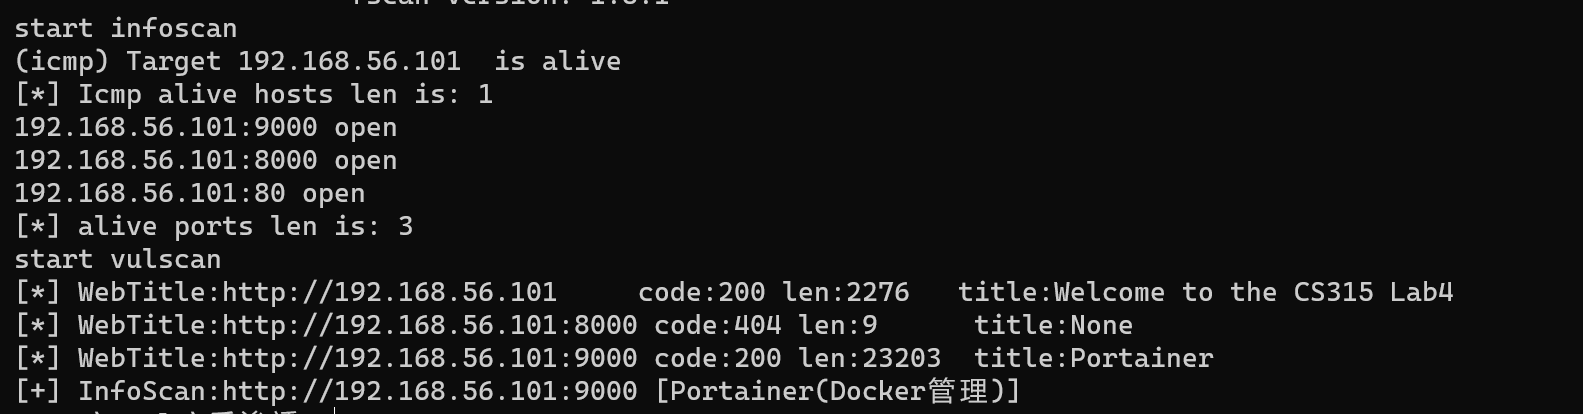 start infoscan
(icmp) Target 192.168.56.101  is alive
[*] Icmp alive hosts len is: 1
192.168.56.101:9000 open
192.168.56.101:8000 open
192.168.56.101:80 open
[*] alive ports len is: 3
start vulscan
[*] WebTitle:http://192.168.56.101     code:200 len:2276   title:Welcome to the CS315 Lab4
[*] WebTitle:http://192.168.56.101:8000 code:404 len:9      title:None
[*] WebTitle:http://192.168.56.101:9000 code:200 len:23203  title:Portainer
[+] InfoScan:http://192.168.56.101:9000 [Portainer(Docker管理)]